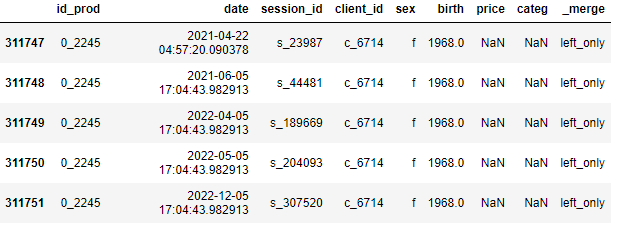 id_prod date session_id client_id sex birth price categ _merge
2021-04-22
311747 0_2245 s_23987 c_6714 f 1968.0 NaN NaN left_only
04:57:20.090378
2021-06-05
311748 0_2245 s_44481 c_6714 f 1968.0 NaN NaN left_only
17:04:43.982913
2022-04-05
311749 0_2245 s_189669 c_6714 f 1968.0 NaN NaN left_only
17:04:43.982913
2022-05-05
311750 0_2245 s_204093 c_6714 f 1968.0 NaN NaN left_only
17:04:43.982913
2022-12-05
311751 0_2245 s_307520 c_6714 f 1968.0 NaN NaN left_only
17:04:43.982913